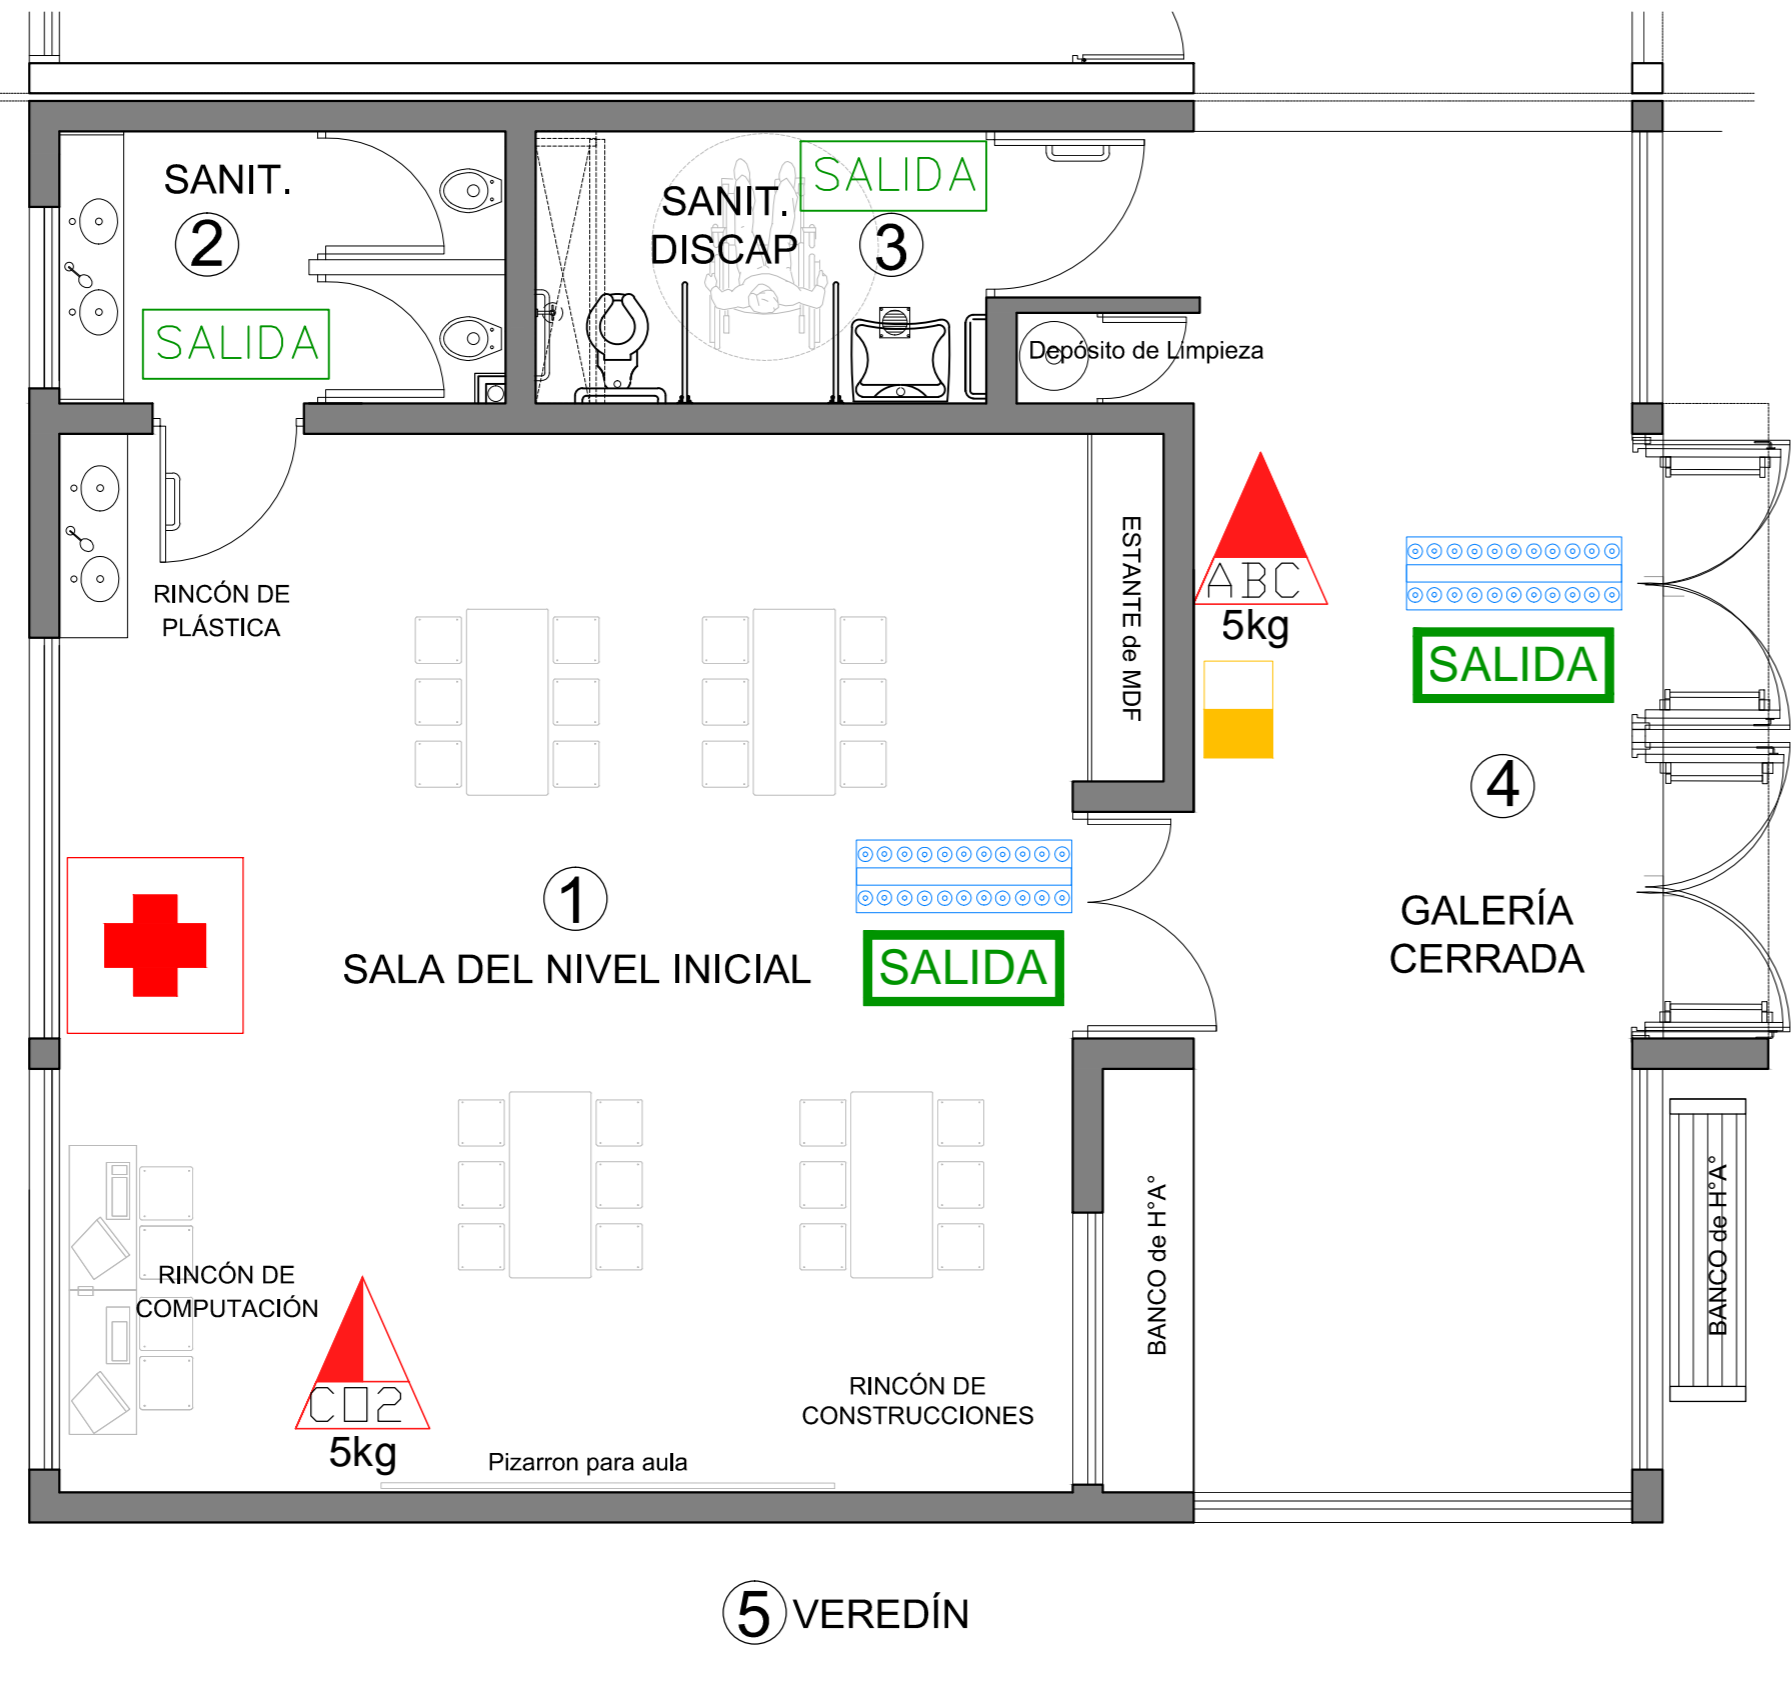 SANIT.
2
SALIDA
SANIT.
DISCAP
SALIDA
3
Depósito de Limpieza
RINCÓN DE
PLÁSTICA
ESTANTE de MDF
ABC
5kg
SALIDA
4
GALERÍA
CERRADA
1
SALA DEL NIVEL INICIAL
SALIDA
RINCÓN DE
COMPUTACIÓN
CO2
5kg
Pizarron para aula
RINCÓN DE
CONSTRUCCIONES
BANCO de H°A°
BANCO de H°A°
5 VEREDÍN